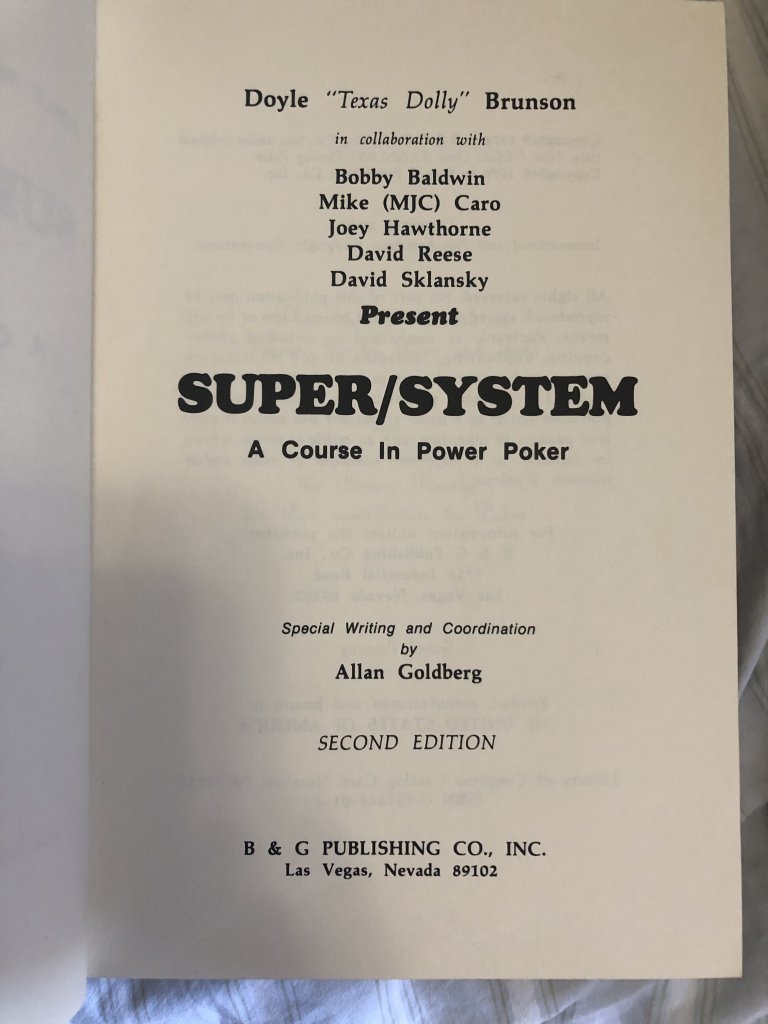 Doyle "Texas Dolly" Brunson
in collaboration with
Bobby Baldwin
Mike (MJC) Caro
Joey Hawthorne
David Reese
David Sklansky
Present
SUPER/SYSTEM
A Course In Power Poker
Special Writing and Coordination
by
Allan Goldberg
SECOND EDITION
B & G PUBLISHING CO., INC.
Las Vegas, Nevada 89102